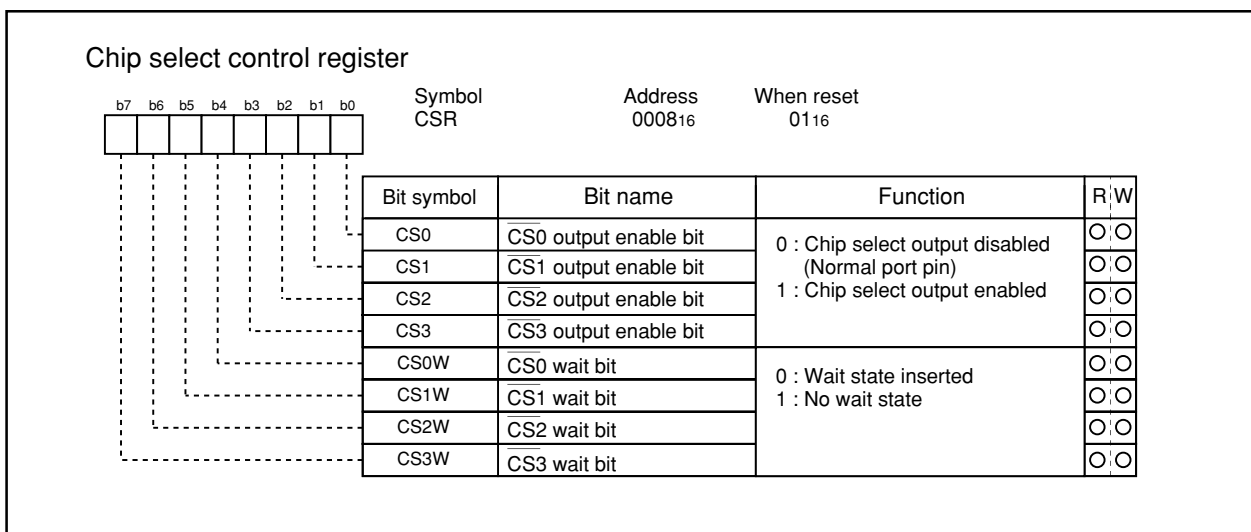 Chip select control register
Symbol Address When reset
b7 b6 b5 b4 b3 b2 b1 b0 CSR 000816 0116
Bit symbol Bit name Function R W
CS0 CS0 output enable bit 0 : Chip select output disabled
(Normal port pin)
1 : Chip select output enabled
CS1 CS1 output enable bit
CS2 CS2 output enable bit
CS3 CS3 output enable bit
CS0W CS0 wait bit 0 : Wait state inserted
1 : No wait state
CS1W CS1 wait bit
CS2W CS2 wait bit
CS3W CS3 wait bit